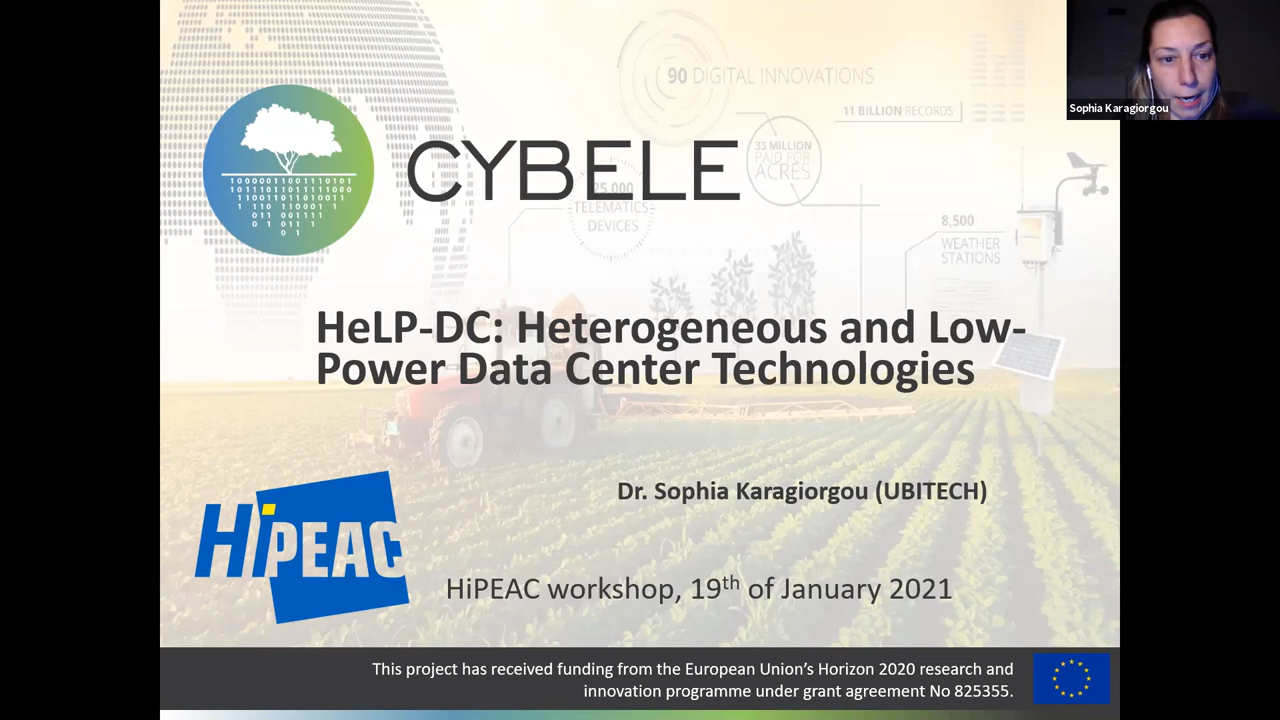 Sophia Karagiorgou
90 DIGITAL INNOVATIONS
11 BILLION RECORDS
33 MILLION
PAID FOR
ACRES
CYBELE
25,000
TELEMATICS
DEVICES
8,500
WEATHER
STATIONS
HeLP-DC: Heterogeneous and Low-
Power Data Center Technologies
Dr. Sophia Karagiorgou (UBITECH)
HiPEAC
HiPEAC workshop, 19th of January 2021
This project has received funding from the European Union's Horizon 2020 research and
innovation programme under grant agreement No 825355.